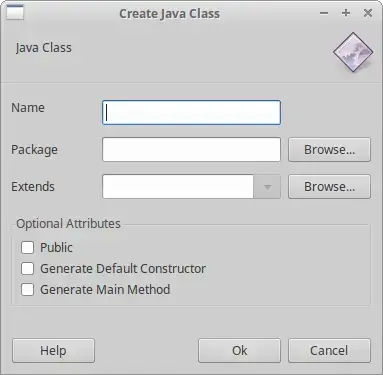 Create Java Class
Java Class
Name
Package Browse...
Extends Browse...
Optional Attributes
Public
Generate Default Constructor
Generate Main Method
Help Ok Cancel